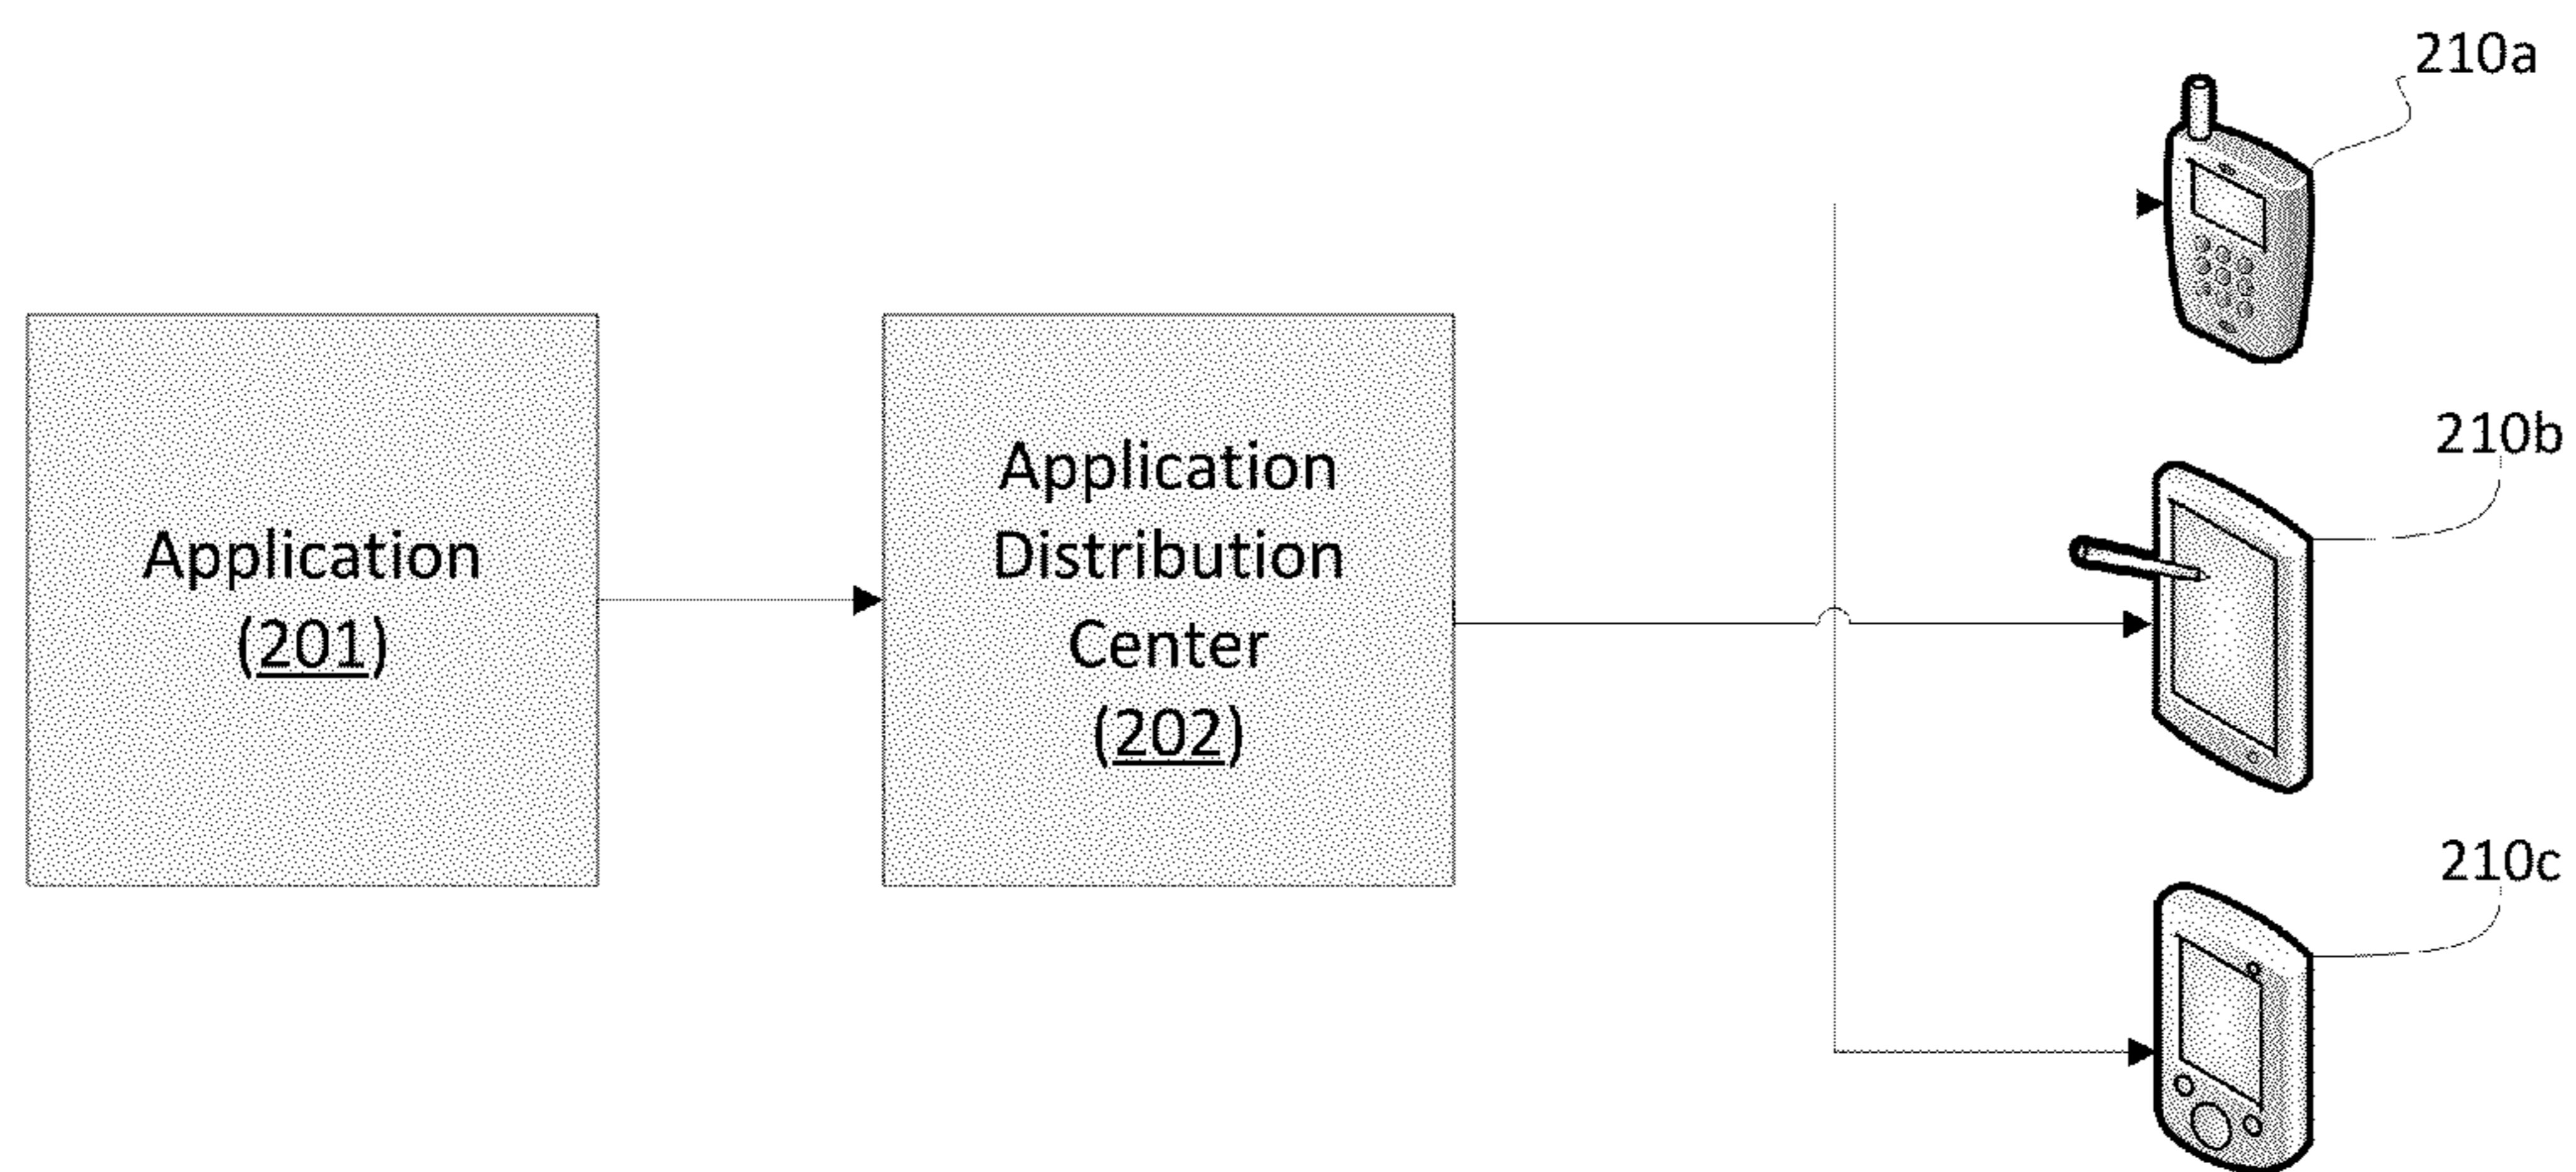 210a
210b
Application
(201)
Application
Distribution
Center
(202)
210c